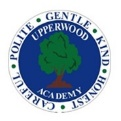 CAREFUL · POLITE · GENTLE · KIND · HONEST
UPPERWOOD
ACADEMY